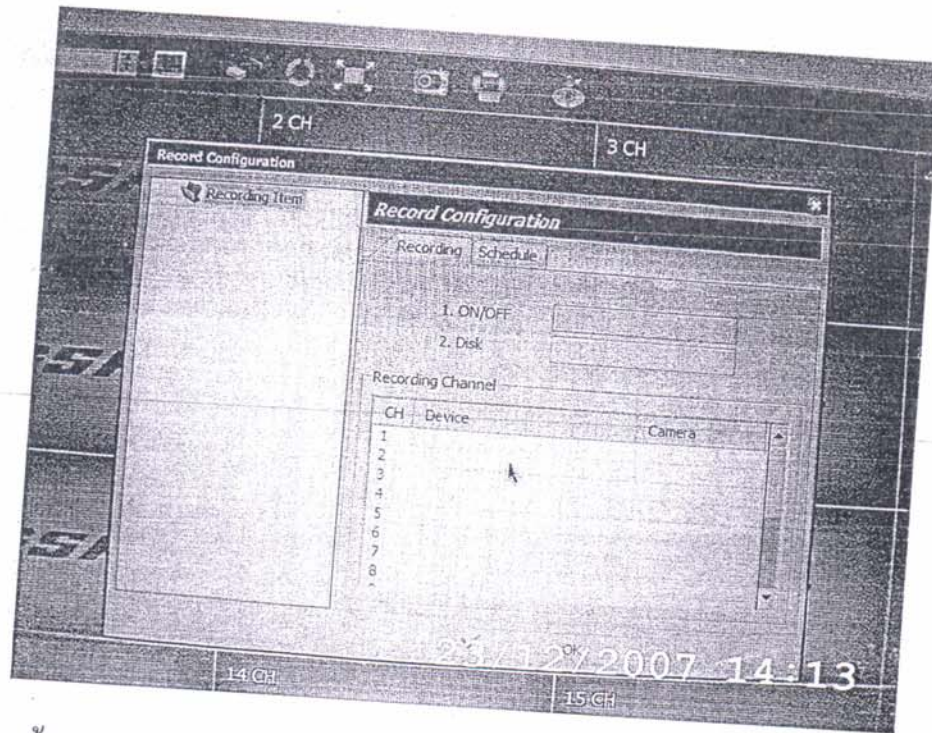 2 CH
3 CH
Record Configuration
Recording Item
Record Configuration
Recording Schedule
1. ON/OFF
2. Disk
Recording Channel
CH Device Camera
1
2
3
4
5
6
7
8
OK
23/12/2007 14:13
14 CH
15 CH